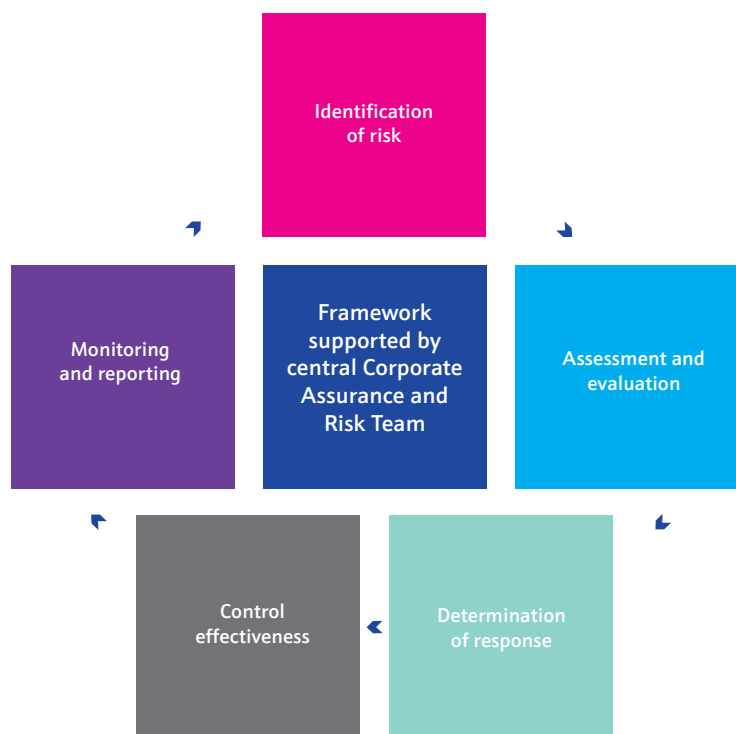 Identification
of risk
Monitoring
and reporting
Framework
supported by
central Corporate
Assurance and
Risk Team
Assessment and
evaluation
Control
effectiveness
Determination
of response